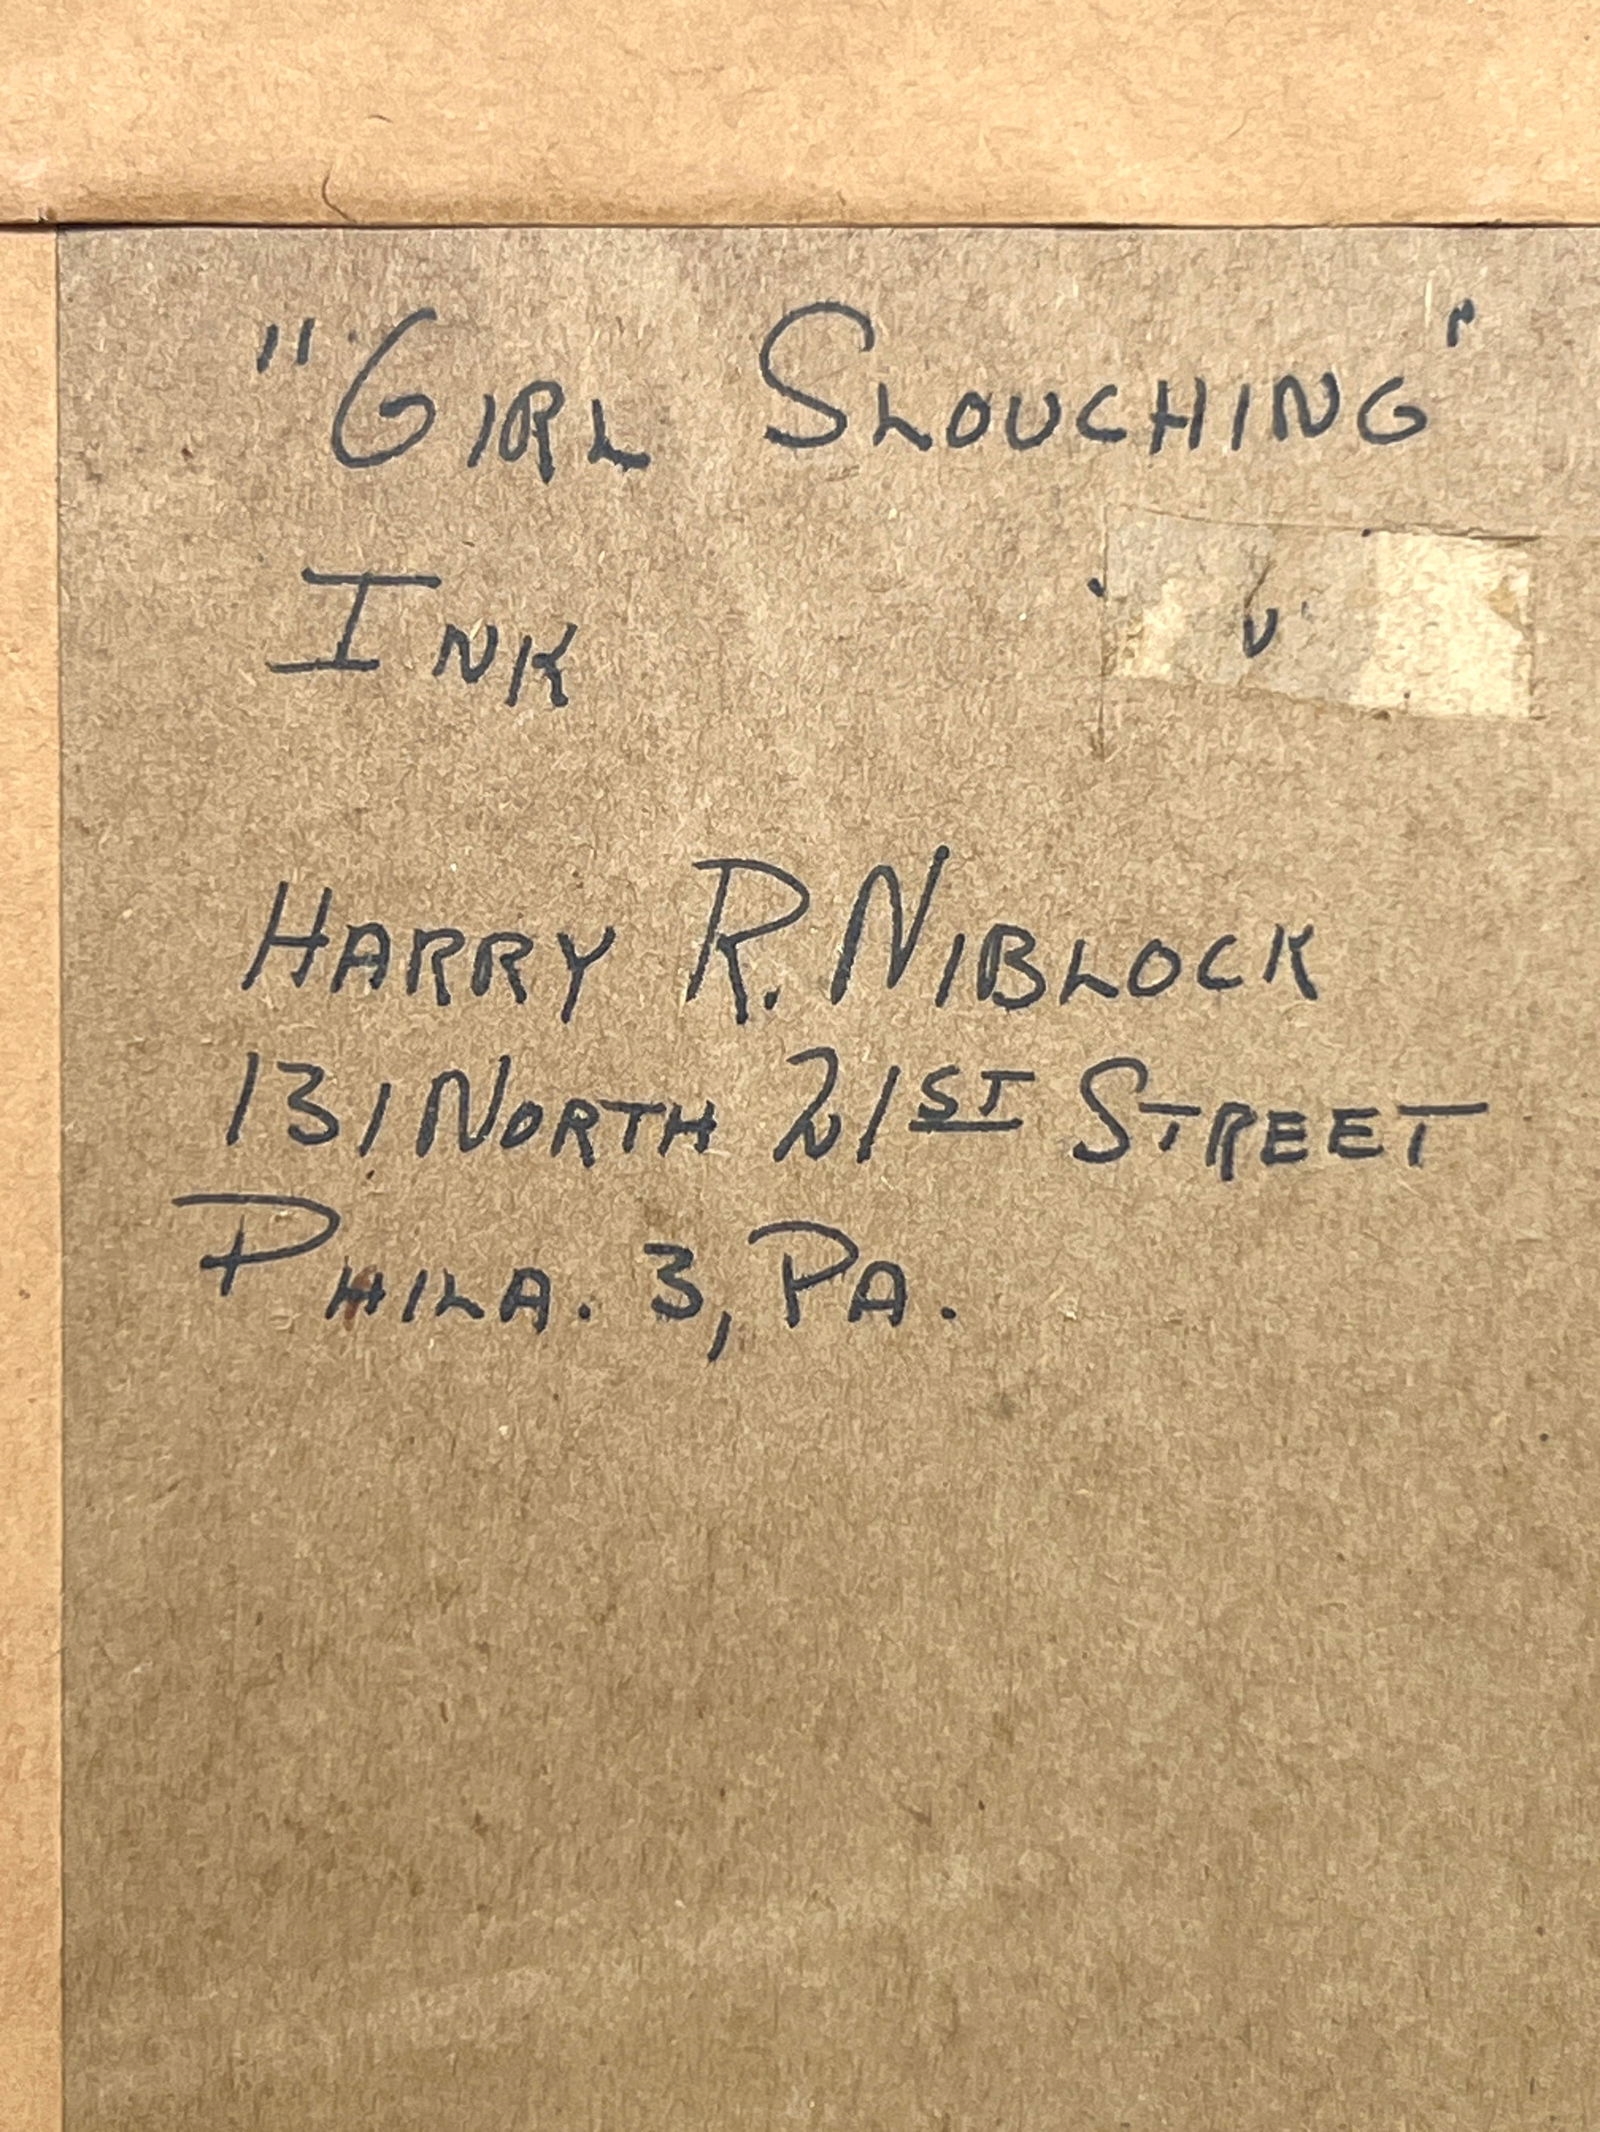 "GIRL SLOUCHING"
INK
HARRY R. NIBLOCK
131 NORTH 21ST STREET
PHILA. 3, PA.